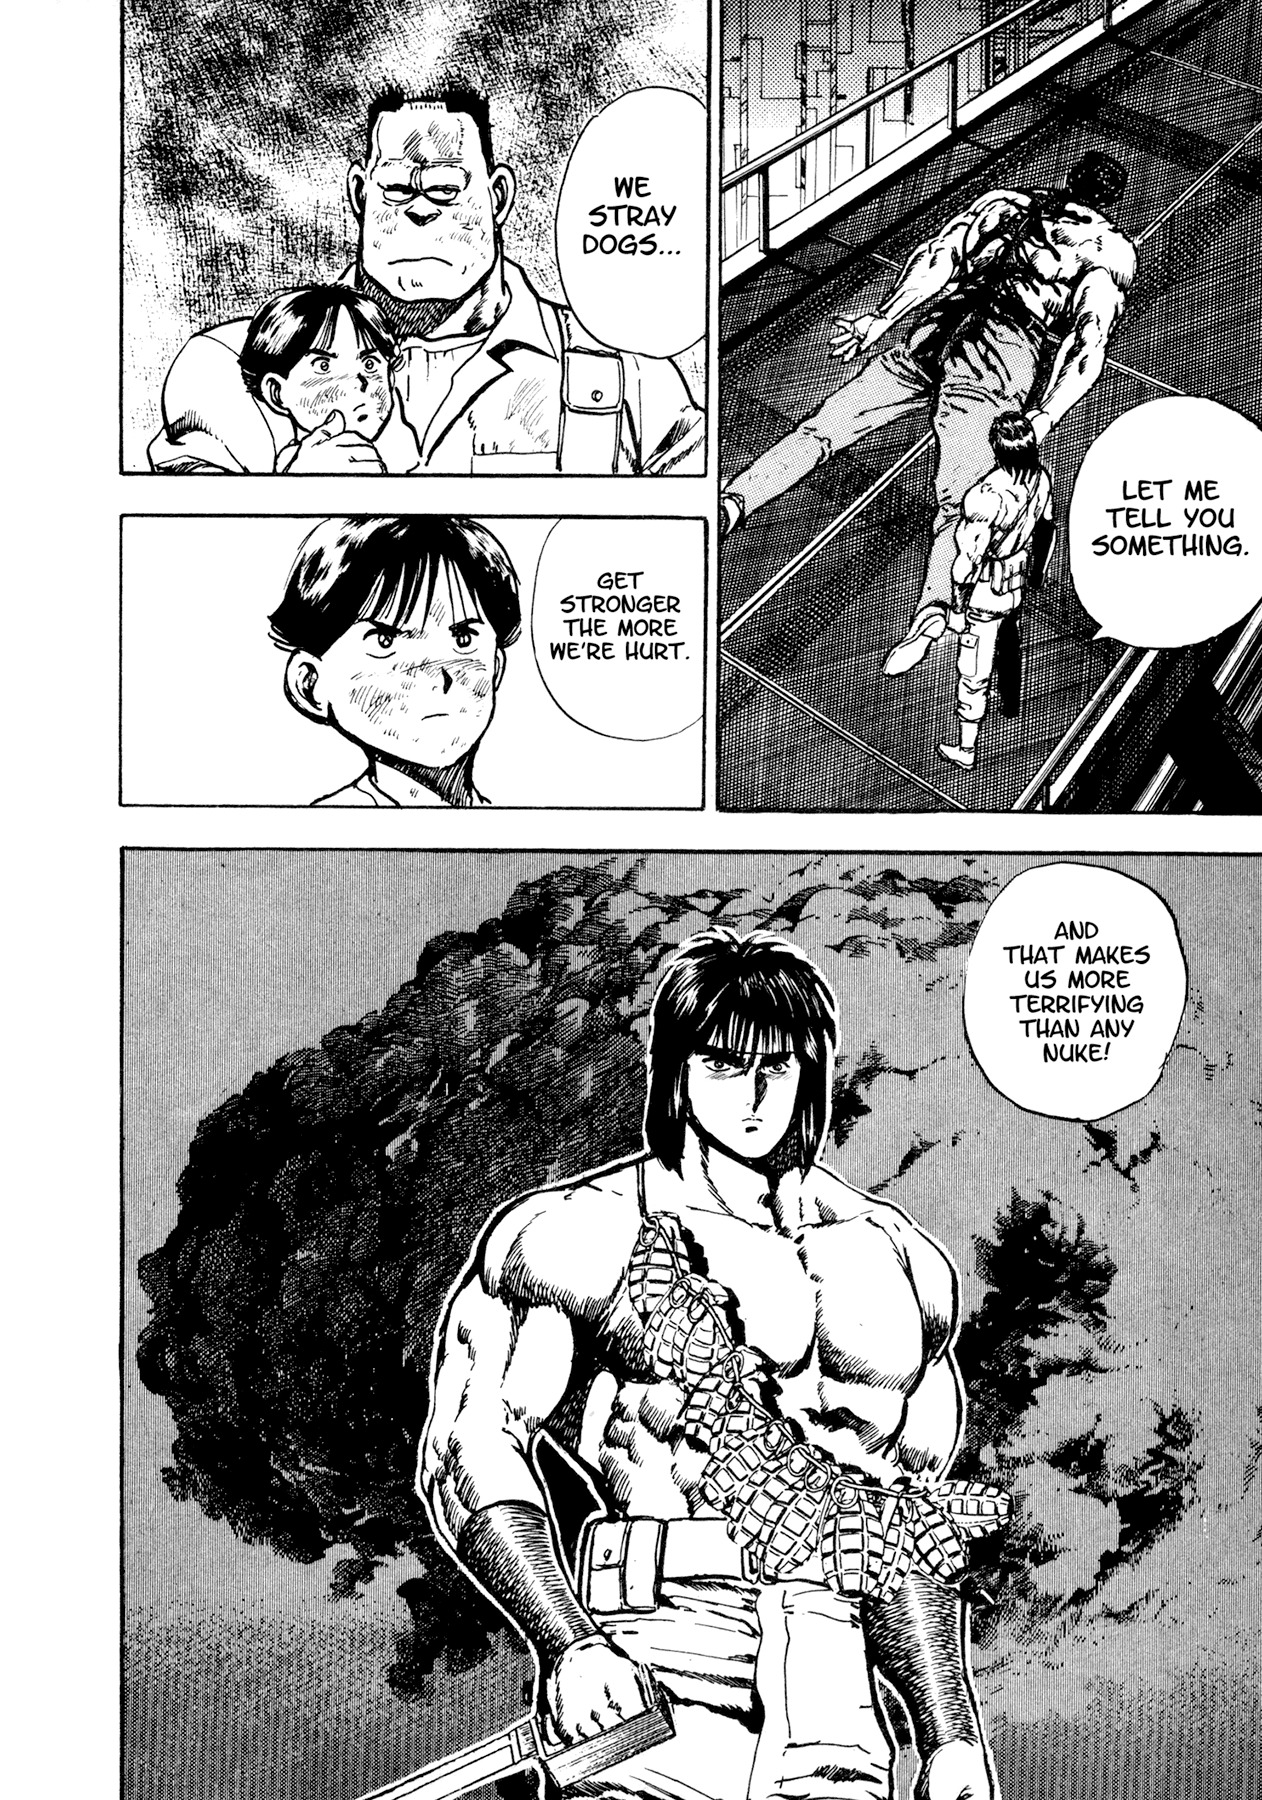 LET ME
TELL YOU
SOMETHING.
WE
STRAY
DOGS...
GET
STRONGER
THE MORE
WE'RE HURT.
AND
THAT MAKES
US MORE
TERRIFYING
THAN ANY
NUKE!